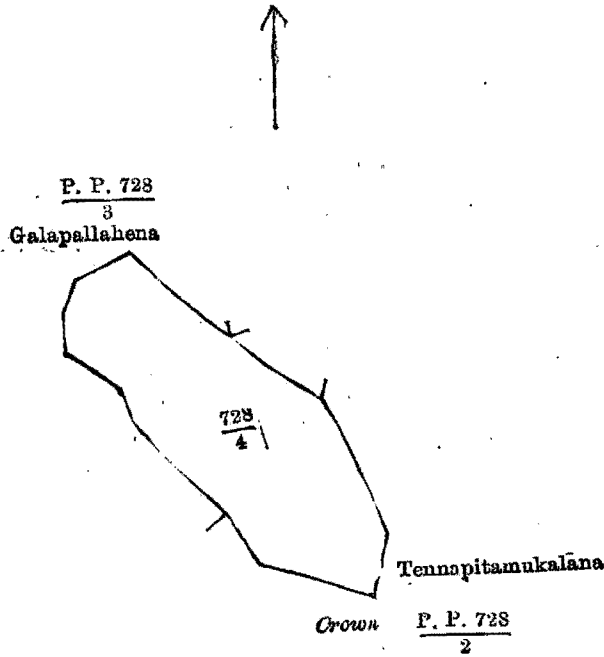 P. P. 728
3
Galapallahena
728
4
Tennapitamukalāna
Crown
P. P. 728
2